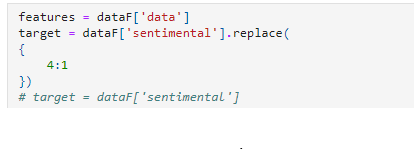 features = dataF['data']
target = dataF['sentimental'].replace(
{
    4:1
})
# target = dataF['sentimental']